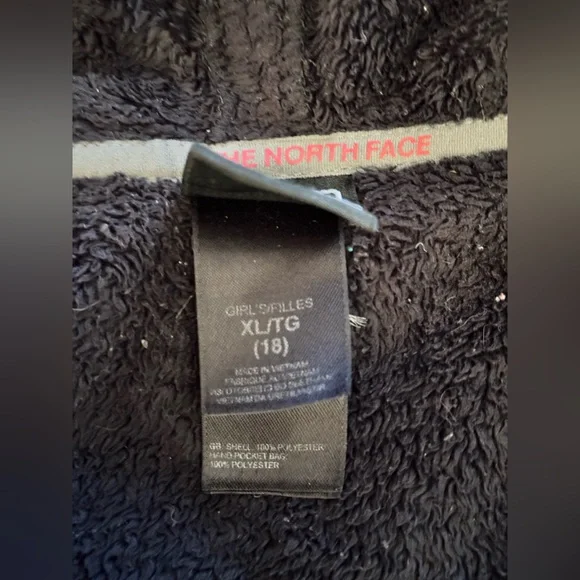 HE NORTH FACE
GIRL'S/FILLES
XL/TG
(18)
MADE IN VIETNAM
FABRIQUÉ AU VIETNAM
GB: SHELL: 100% POLYESTER
HAND POCKET BAG:
100% POLYESTER